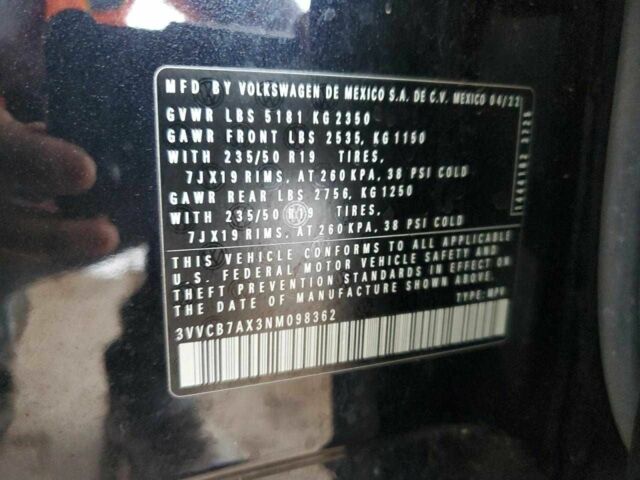 MFD. BY VOLKSWAGEN DE MEXICO S.A. DE C.V. MEXICO 04/22
GVWR LBS 5181 KG 2350
GAWR FRONT LBS 2535, KG 1150
WITH 235/50 R19 TIRES,
7JX19 RIMS, AT 260 KPA, 38 PSI COLD
GAWR REAR LBS 2756, KG 1250
WITH 235/50 R19 TIRES,
7JX19 RIMS, AT 260 KPA, 38 PSI COLD
THIS VEHICLE CONFORMS TO ALL APPLICABLE
U.S. FEDERAL MOTOR VEHICLE SAFETY AND
THEFT PREVENTION STANDARDS IN EFFECT ON
THE DATE OF MANUFACTURE SHOWN ABOVE.
TYPE: MPV
3VVCB7AX3NM098362